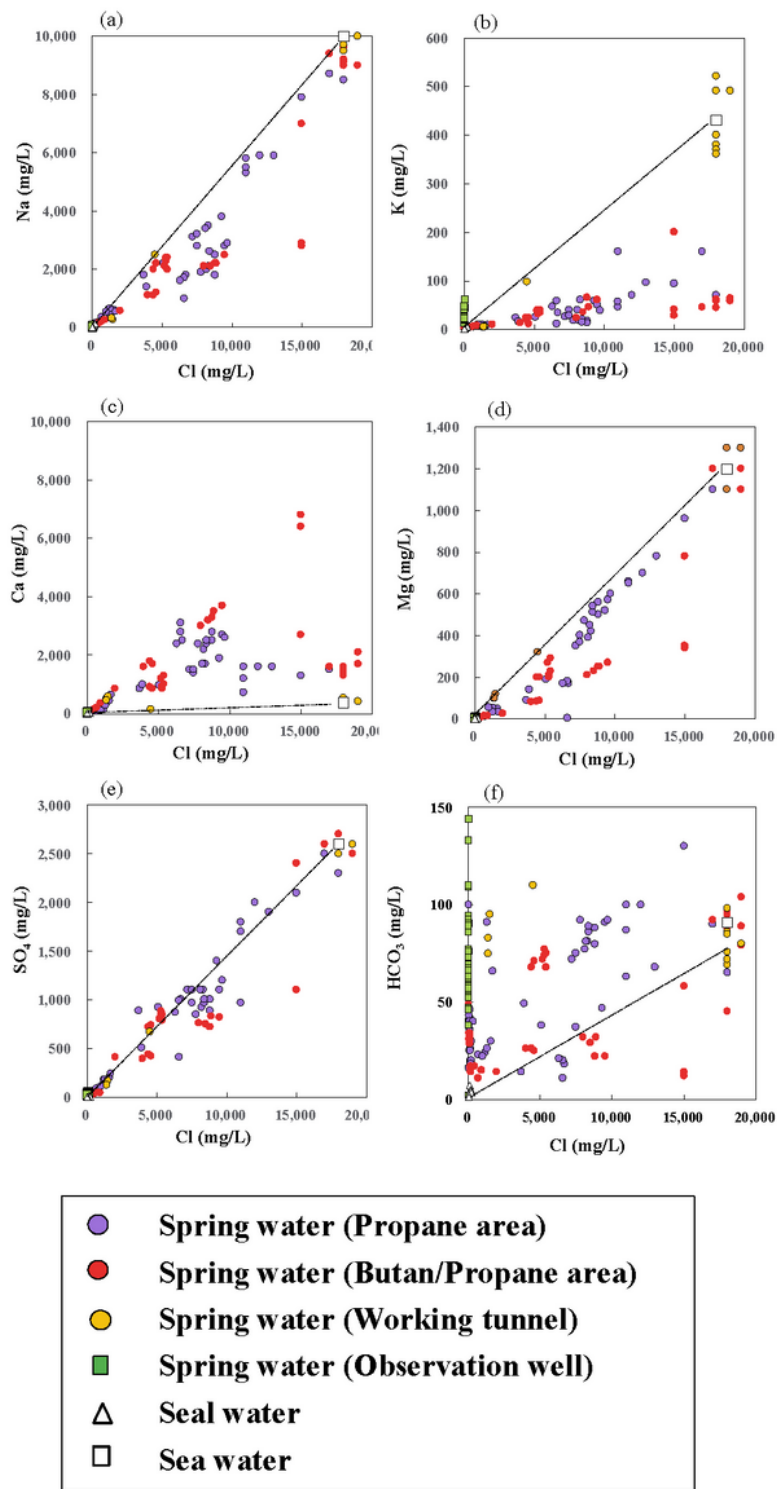 (a)
10,000
8,000
6,000
4,000
2,000
0
Na (mg/L)
0 5,000 10,000 15,000 20,0
Cl (mg/L)
(b)
600
500
400
300
200
100
0
K (mg/L)
0 5,000 10,000 15,000 20,000
Cl (mg/L)
(c)
10,000
8,000
6,000
4,000
2,000
0
Ca (mg/L)
0 5,000 10,000 15,000 20,0
Cl (mg/L)
(d)
1,400
1,200
1,000
800
600
400
200
0
Mg (mg/L)
0 5,000 10,000 15,000 20,000
Cl (mg/L)
(e)
3,000
2,500
2,000
1,500
1,000
500
0
SO4 (mg/L)
0 5,000 10,000 15,000 20,0
Cl (mg/L)
(f)
150
100
50
0
HCO3 (mg/L)
0 5,000 10,000 15,000 20,000
Cl (mg/L)
Spring water (Propane area)
Spring water (Butan/Propane area)
Spring water (Working tunnel)
Spring water (Observation well)
Seal water
Sea water